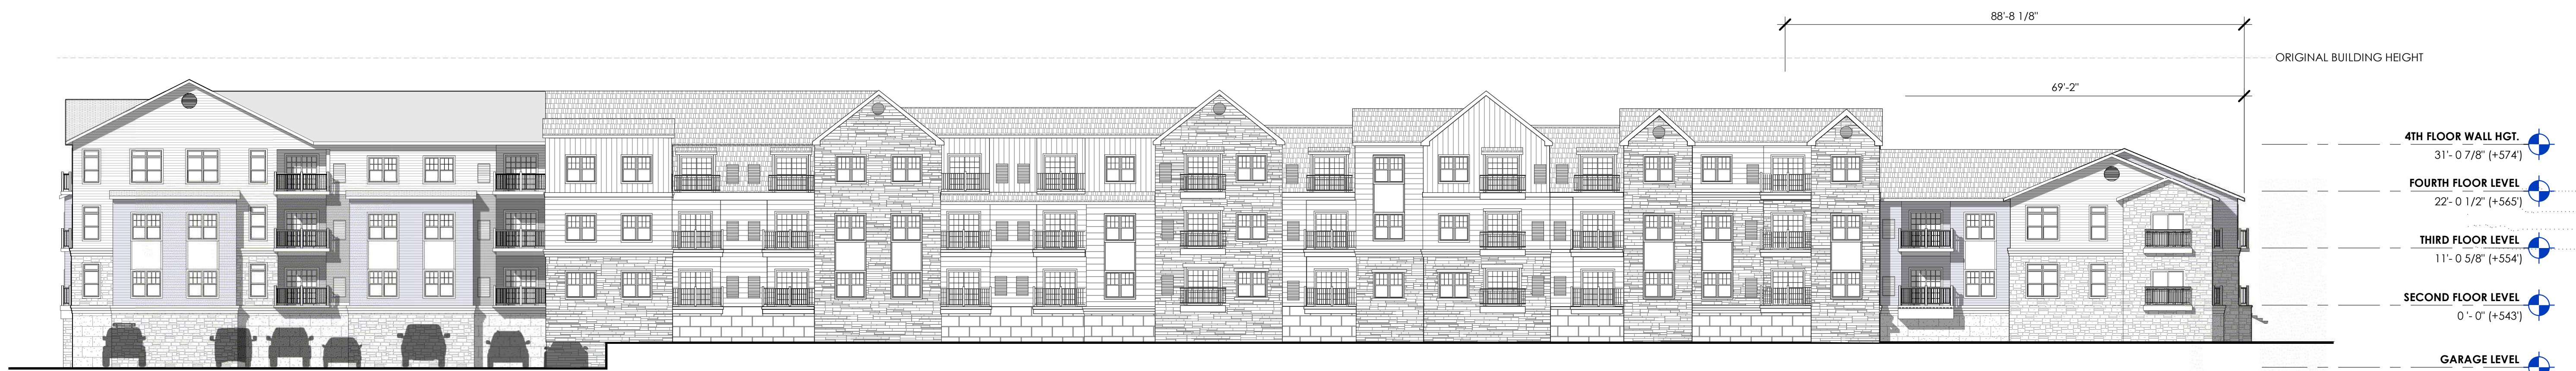 88'-8 1/8"
ORIGINAL BUILDING HEIGHT
69'-2"
4TH FLOOR WALL HGT.
31'- 0 7/8" (+574')
FOURTH FLOOR LEVEL
22'- 0 1/2" (+565')
THIRD FLOOR LEVEL
11'- 0 5/8" (+554')
SECOND FLOOR LEVEL
0 '- 0" (+543')
GARAGE LEVEL